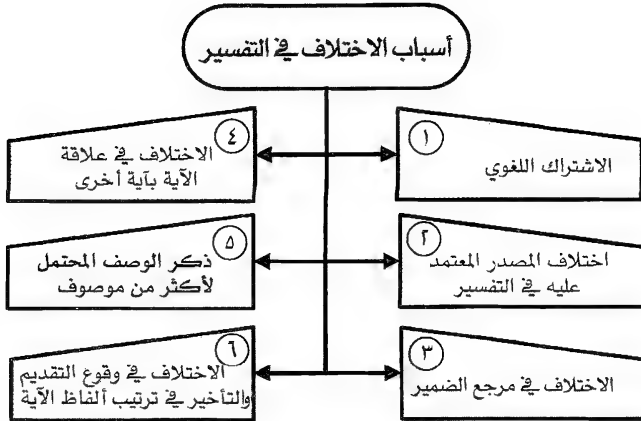 أسباب الاختلاف في التفسير
١
الاشتراك اللغوي
٢
اختلاف المصدر المعتمد
عليه في التفسير
٣
الاختلاف في مرجع الضمير
٤
الاختلاف في علاقة
الآية بآية أخرى
٥
ذكر الوصف المحتمل
لأكثر من موصوف
٦
الاختلاف في وقوع التقديم
والتأخير في ترتيب ألفاظ الآية